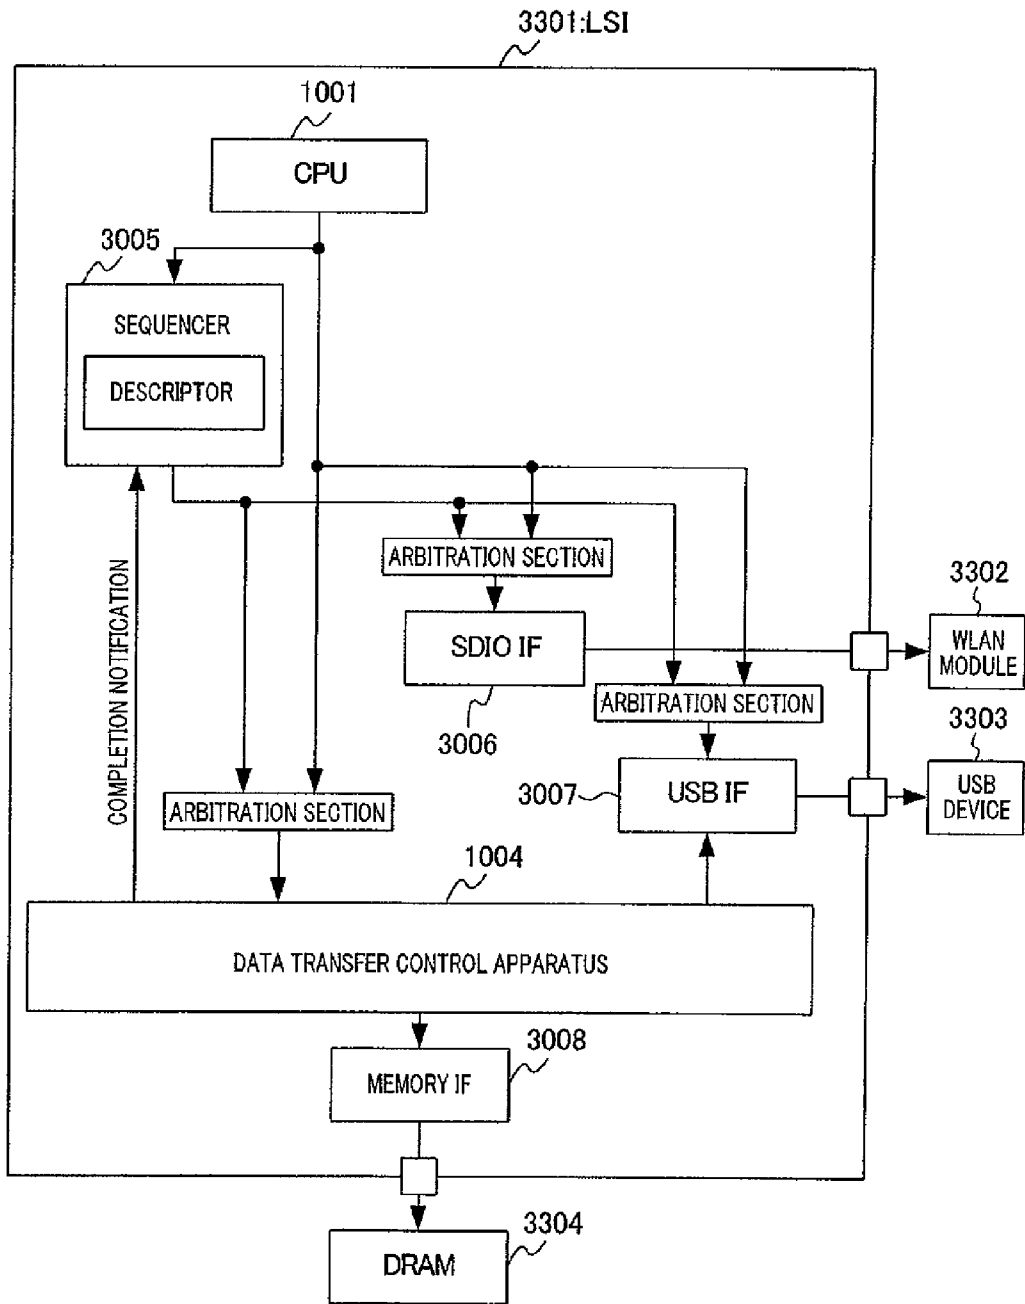 3301:LSI
1001
CPU
3005
SEQUENCER
DESCRIPTOR
COMPLETION NOTIFICATION
ARBITRATION SECTION
SDIO IF
3006
3302
WLAN
MODULE
ARBITRATION SECTION
3303
USB
DEVICE
3007
USB IF
ARBITRATION SECTION
1004
DATA TRANSFER CONTROL APPARATUS
3008
MEMORY IF
3304
DRAM